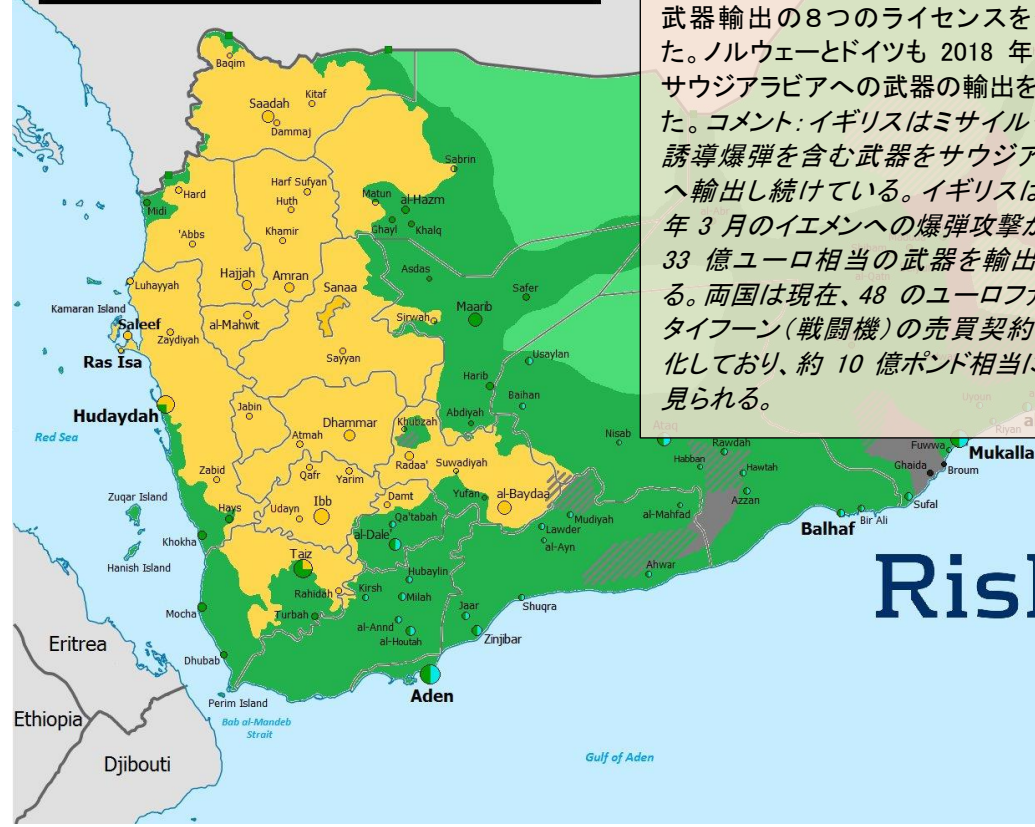 武器輸出の8つのライセンスを
た。ノルウェーとドイツも 2018 年
サウジアラビアへの武器の輸出を
た。コメント：イギリスはミサイル
誘導爆弾を含む武器をサウジア
へ輸出し続けている。イギリスは
年 3 月のイエメンへの爆弾攻撃か
33 億ユーロ相当の武器を輸出
る。両国は現在、48 のユーロフ
タイフーン（戦闘機）の売買契約
化しており、約 10 億ポンド相当に
見られる。
Baqim
Kitaf
Saadah
Dammaj
Sabrin
Harf Sufyan
Hard
Huth
Matun
al-Hazm
Midi
'Abbs
Khamir
Ghayl
Khalq
Asdas
Hajjah
Amran
Sanaa
Luhayyah
Safer
Kamaran Island
Maarib
Saleef
al-Mahwit
Sirwah
Zaydiyah
Sayyan
Usaylan
Ras Isa
Harib
Baihan
Hudaydah
Jabin
Dhammar
Khubzah
Abdiyah
Red Sea
Atmah
Nisab
Ataq
Rawdah
Uyoun
Riyan
Fuwwa
Mukalla
Radaa'
Suwadiyah
Habban
Hawtah
Ghaida
Broum
Zabid
Qafr
Yarim
Zuqar Island
Ibb
Damt
Yufan
al-Baydaa
Azzan
Sufal
Hays
Udayn
Qa'tabah
Mudiyah
al-Mahfad
Bir Ali
Khokha
al-Dale'
Lawder
Balhaf
al-Ayn
Taiz
Hanish Island
Hubaylin
Ahwar
Rahidah
Kirsh
Milah
Jaar
Shuqra
Mocha
Turbah
al-Annd
al-Houtah
Zinjibar
Eritrea
Dhubab
Aden
Perim Island
Ethiopia
Bab al-Mandeb
Strait
Gulf of Aden
Djibouti
Ris